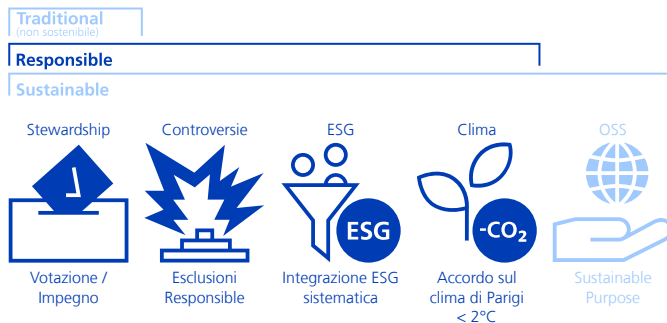 Traditional
(non sostenibile)
Responsible
Sustainable
Stewardship
Controversie
ESG
Clima
OSS
ESG
-CO₂
Votazione /
Impegno
Esclusioni
Responsible
Integrazione ESG
sistematica
Accordo sul
clima di Parigi
< 2°C
Sustainable
Purpose